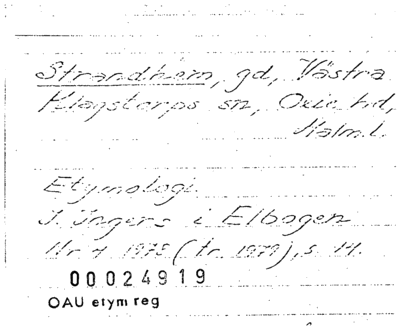 Strandhem, gd, Västra
Klagstorps sn, Oxie hd,
Malm.l.
Etymologi.
I. Ingers i Elbogen
Nr 4 1978 (tr. 1979), s. 14.
00024919
OAU etym reg